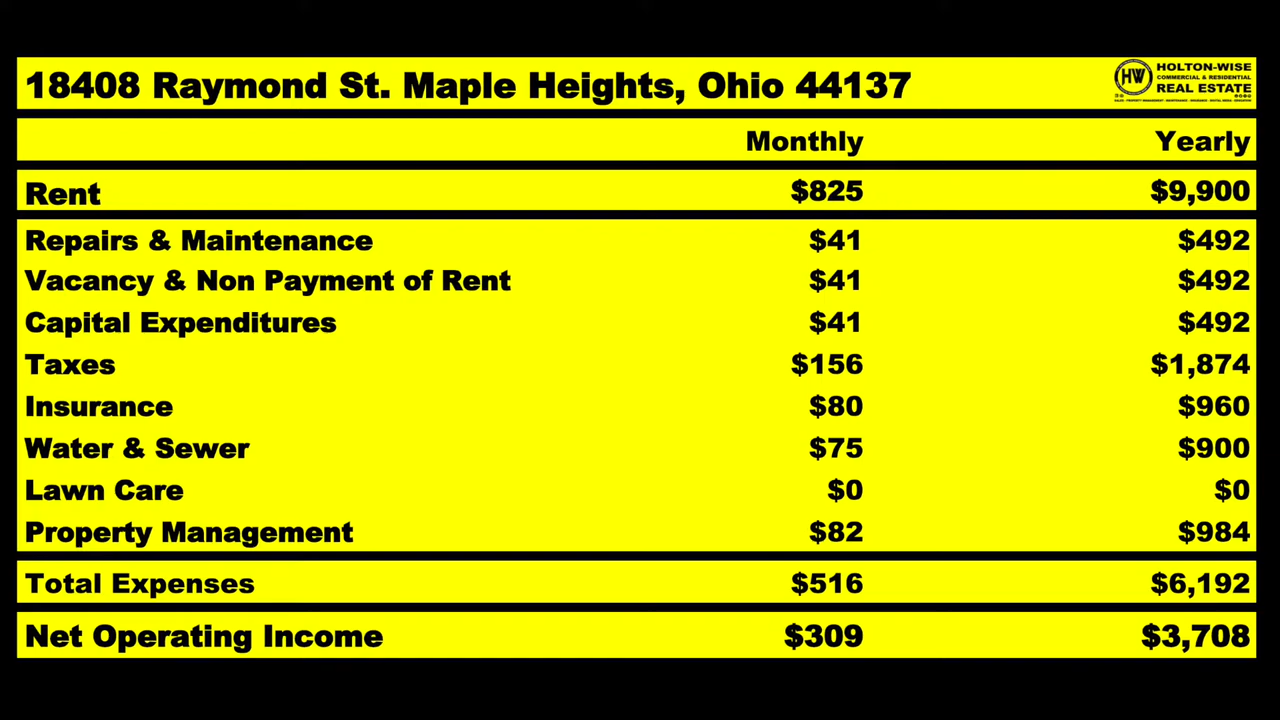 18408 Raymond St. Maple Heights, Ohio 44137
HOLTON-WISE
COMMERCIAL & RESIDENTIAL
REAL ESTATE
Monthly Yearly
Rent $825 $9,900
Repairs & Maintenance $41 $492
Vacancy & Non Payment of Rent $41 $492
Capital Expenditures $41 $492
Taxes $156 $1,874
Insurance $80 $960
Water & Sewer $75 $900
Lawn Care $0 $0
Property Management $82 $984
Total Expenses $516 $6,192
Net Operating Income $309 $3,708